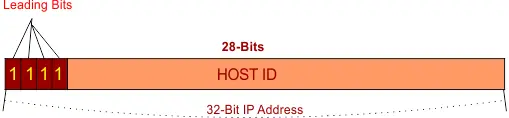 Leading Bits
28-Bits
1 1 1 1 HOST ID
32-Bit IP Address